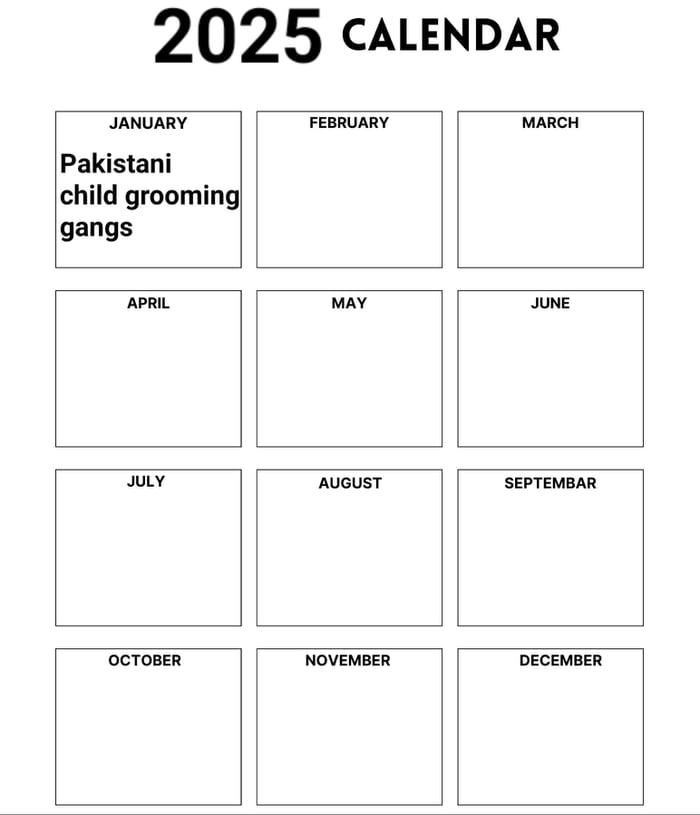 2025 CALENDAR
JANUARY FEBRUARY MARCH
Pakistani
child grooming
gangs
APRIL MAY JUNE
JULY AUGUST SEPTEMBAR
OCTOBER NOVEMBER DECEMBER